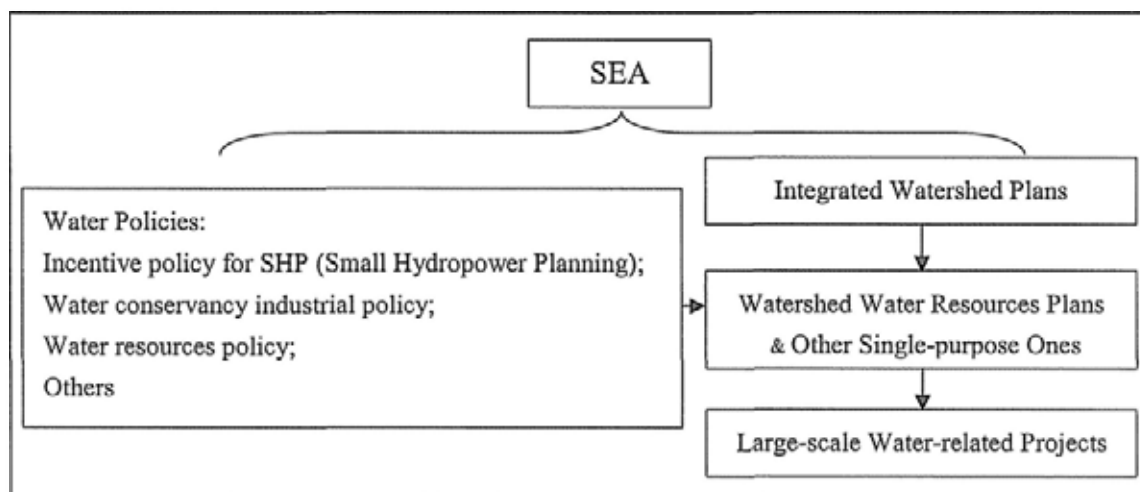 SEA
Water Policies:
Incentive policy for SHP (Small Hydropower Planning);
Water conservancy industrial policy;
Water resources policy;
Others
Integrated Watershed Plans
Watershed Water Resources Plans
& Other Single-purpose Ones
Large-scale Water-related Projects